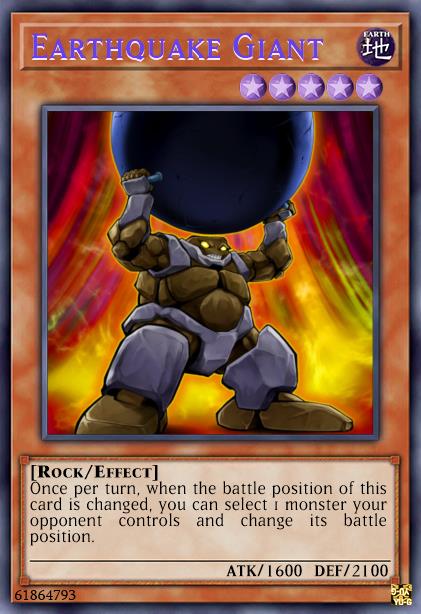 EARTHQUAKE GIANT
EARTH
地
[ROCK/EFFECT]
Once per turn, when the battle position of this
card is changed, you can select 1 monster your
opponent controls and change its battle
position.
ATK/1600 DEF/2100
61864793